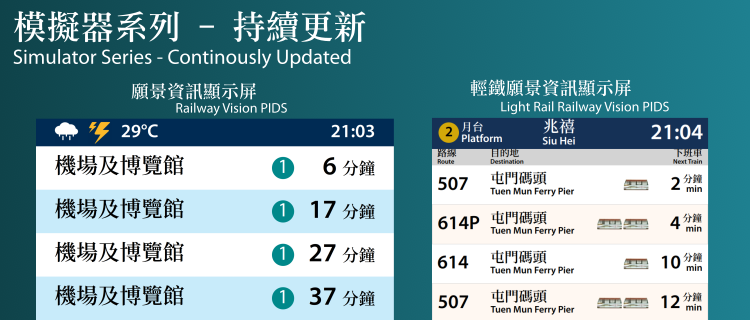 模擬器系列 – 持續更新
Simulator Series - Continously Updated
願景資訊顯示屏
Railway Vision PIDS
29°C 21:03
機場及博覽館 1 6 分鐘
機場及博覽館 1 17 分鐘
機場及博覽館 1 27 分鐘
機場及博覽館 1 37 分鐘
輕鐵願景資訊顯示屏
Light Rail Railway Vision PIDS
2 月台 兆禧 21:04
Platform Siu Hei
路線 目的地 下班車
Route Destination Next Train
507 屯門碼頭 2 分鐘
Tuen Mun Ferry Pier min
614P 屯門碼頭 4 分鐘
Tuen Mun Ferry Pier min
614 屯門碼頭 10 分鐘
Tuen Mun Ferry Pier min
507 屯門碼頭 12 分鐘
Tuen Mun Ferry Pier min